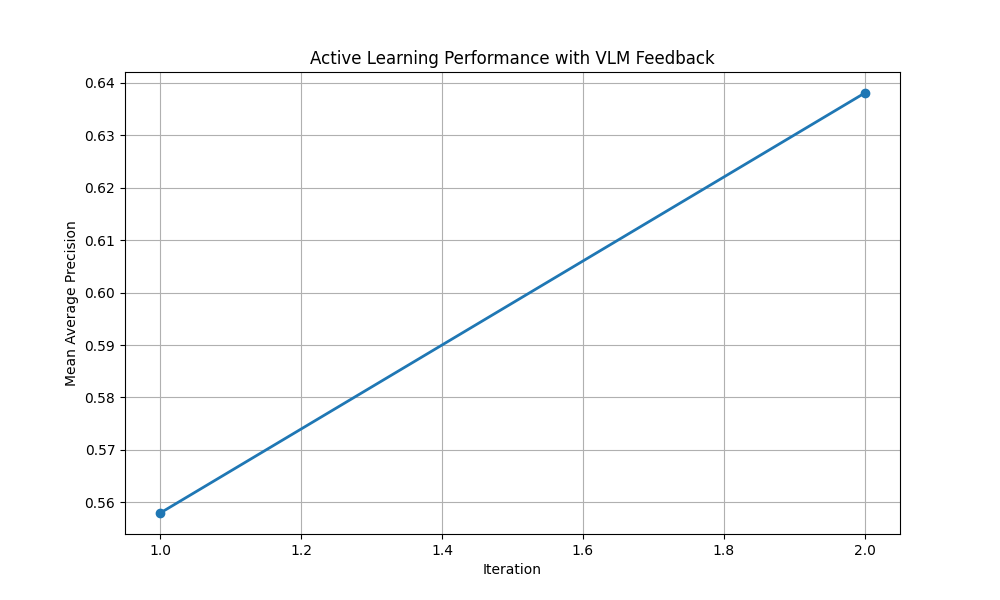 Active Learning Performance with VLM Feedback
Mean Average Precision
0.64
0.63
0.62
0.61
0.60
0.59
0.58
0.57
0.56
1.0 1.2 1.4 1.6 1.8 2.0
Iteration